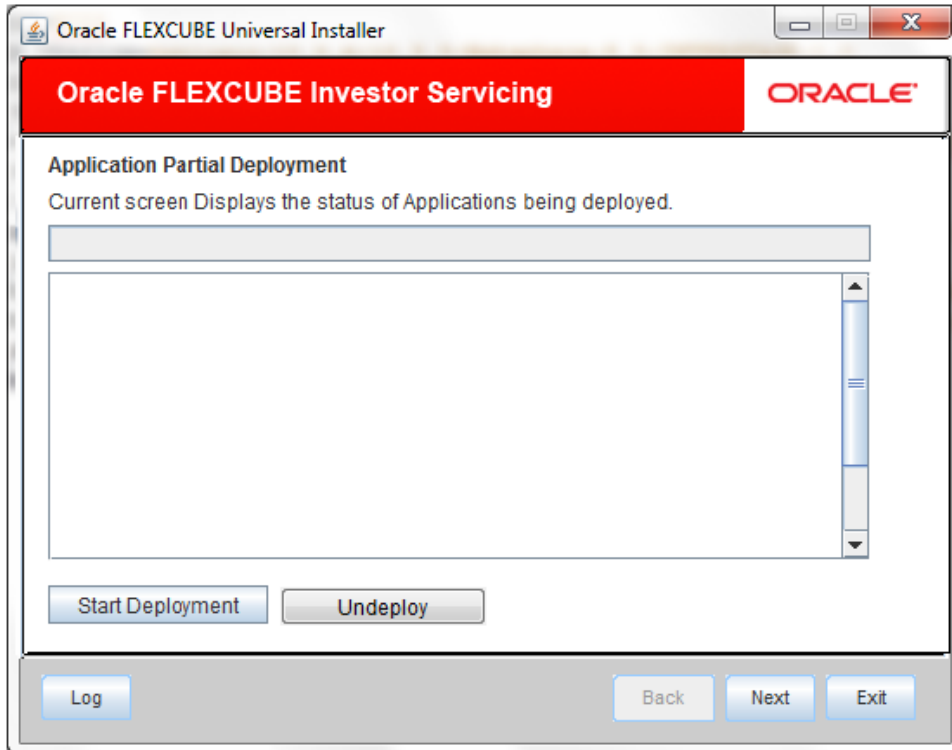 Oracle FLEXCUBE Universal Installer
Oracle FLEXCUBE Investor Servicing
ORACLE
Application Partial Deployment
Current screen Displays the status of Applications being deployed.
Start Deployment Undeploy
Log Back Next Exit